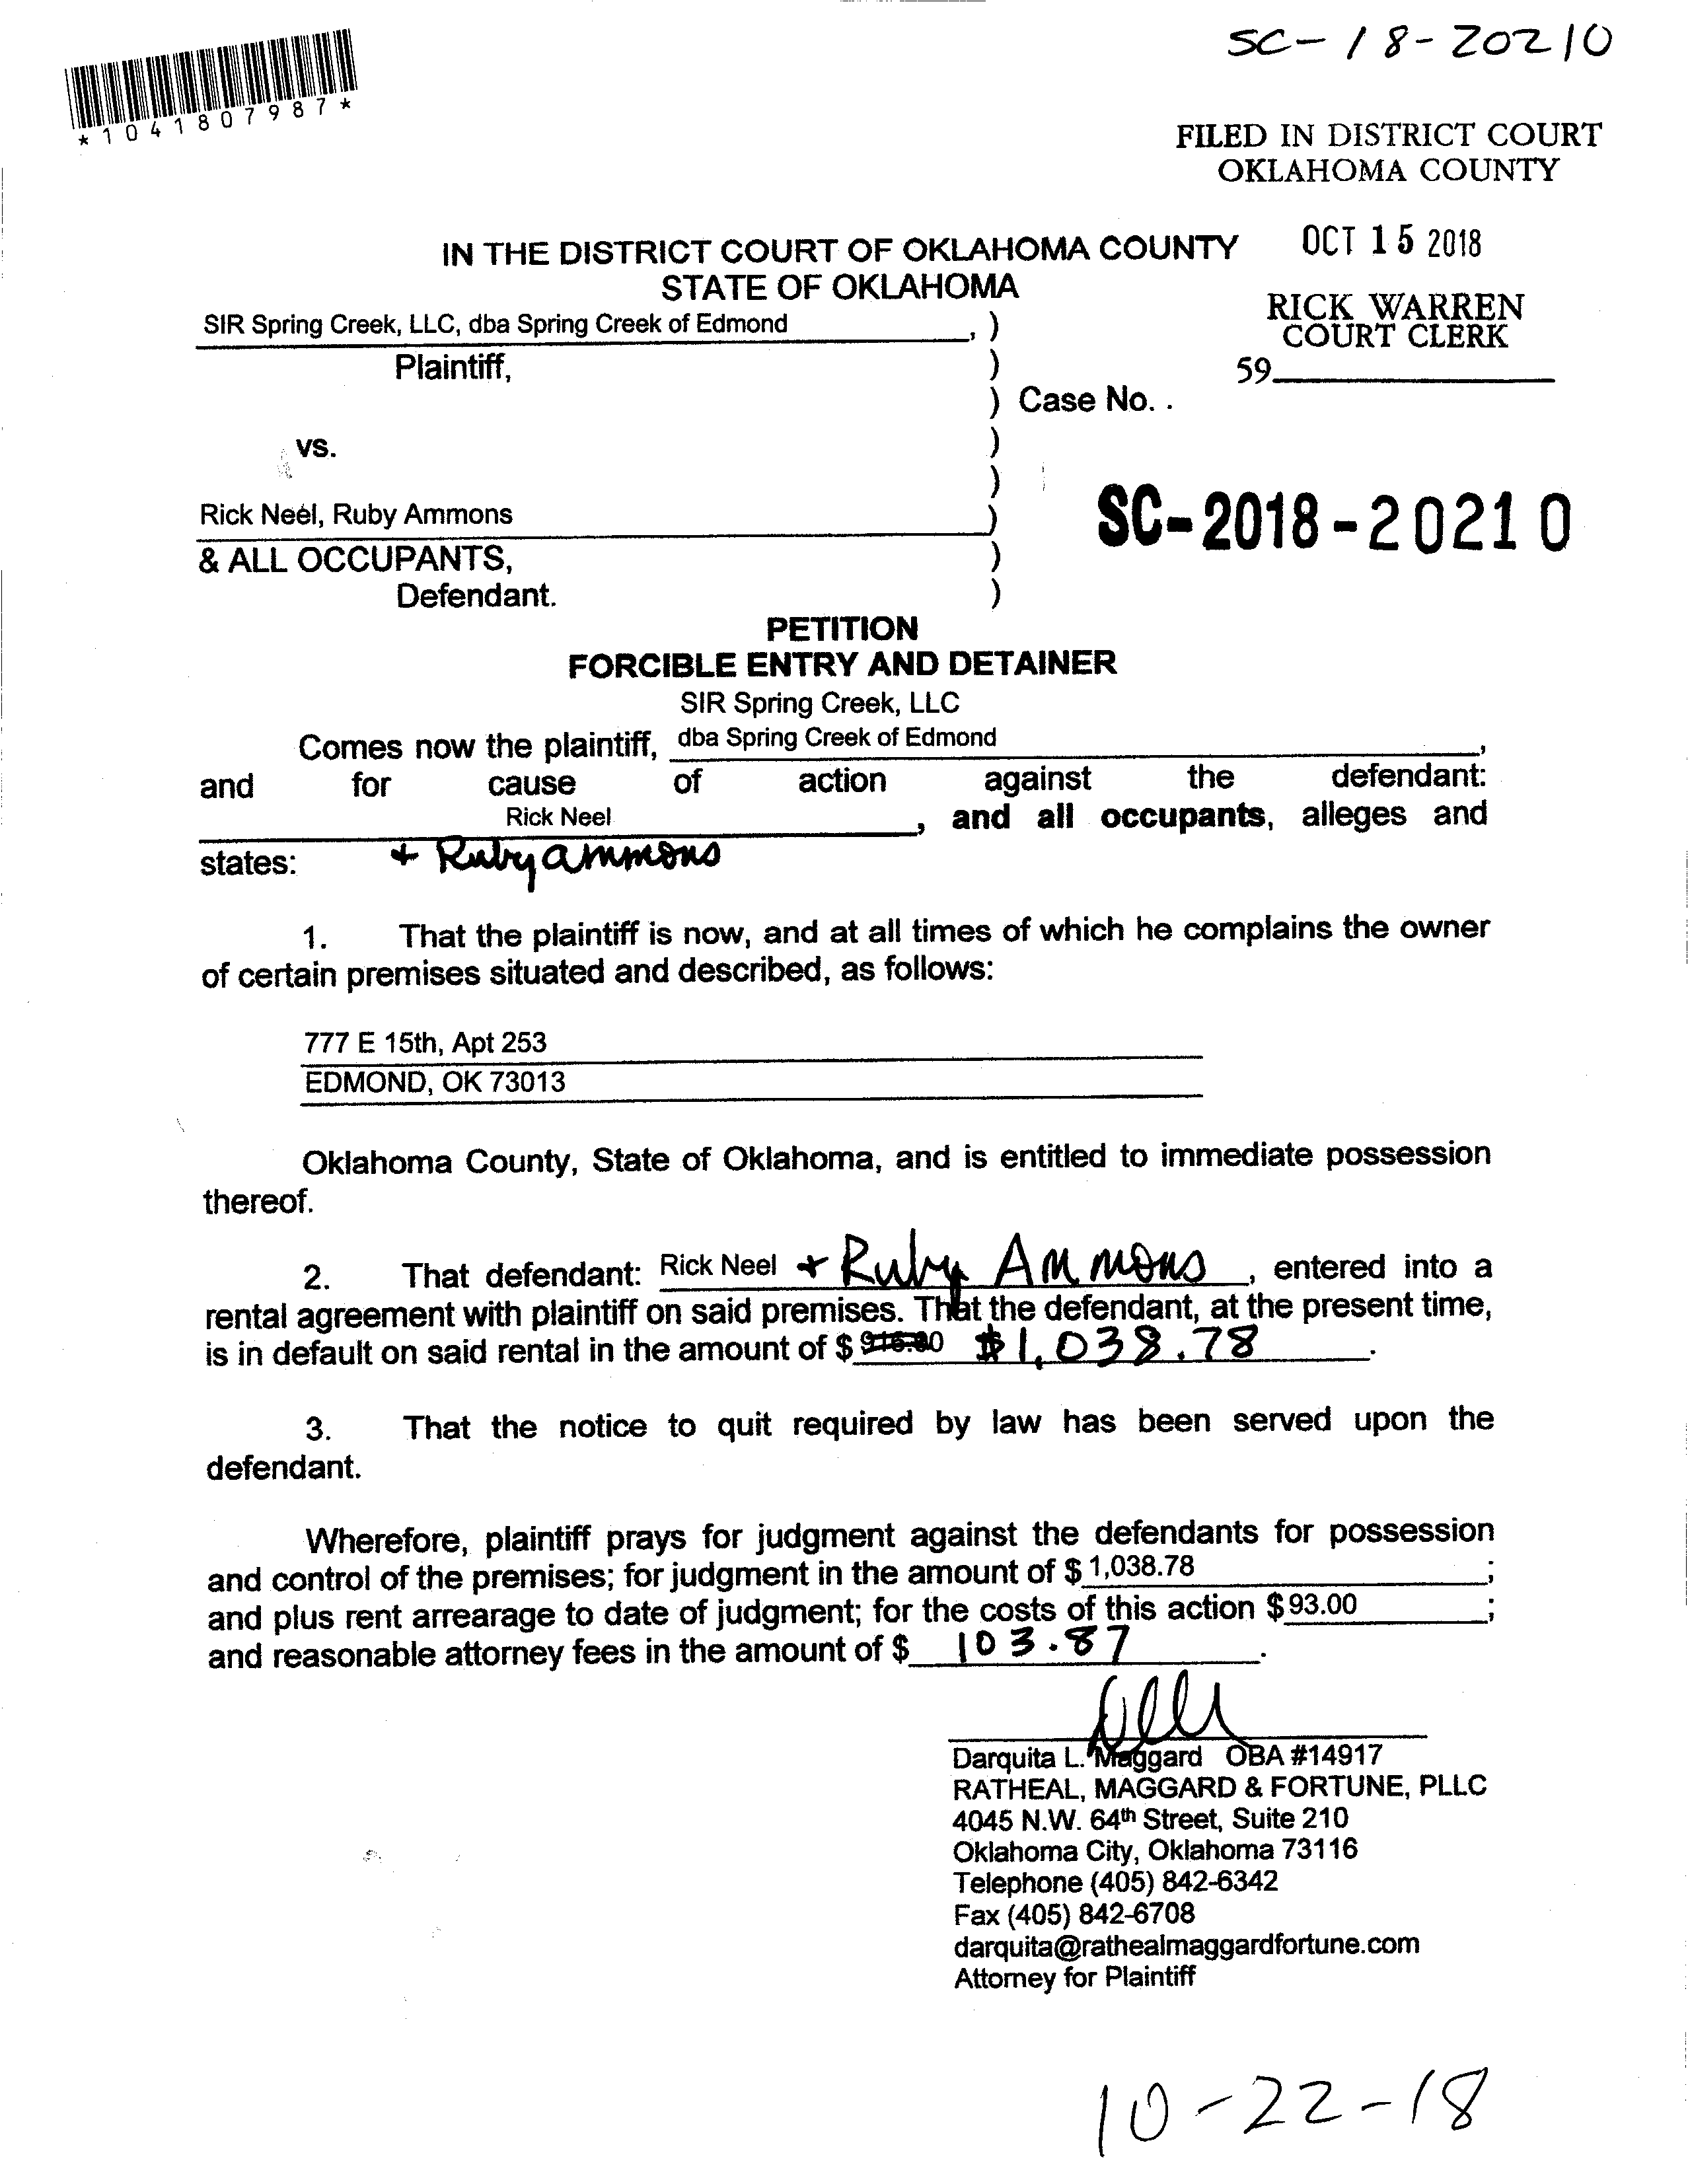 SC-18-20210
*1041807987*
FILED IN DISTRICT COURT
OKLAHOMA COUNTY
OCT 15 2018
RICK WARREN
COURT CLERK
59
IN THE DISTRICT COURT OF OKLAHOMA COUNTY
STATE OF OKLAHOMA
SIR Spring Creek, LLC, dba Spring Creek of Edmond , )
Plaintiff, )
) Case No. .
vs. )
)
SC-2018-20210
Rick Neel, Ruby Ammons )
& ALL OCCUPANTS, )
Defendant. )
PETITION
FORCIBLE ENTRY AND DETAINER
SIR Spring Creek, LLC
Comes now the plaintiff, dba Spring Creek of Edmond ,
and for cause of action against the defendant:
Rick Neel , and all occupants, alleges and
states: + Ruby Ammons
1. That the plaintiff is now, and at all times of which he complains the owner
of certain premises situated and described, as follows:
777 E 15th, Apt 253
EDMOND, OK 73013
Oklahoma County, State of Oklahoma, and is entitled to immediate possession
thereof.
2. That defendant: Rick Neel + Ruby Ammons , entered into a
rental agreement with plaintiff on said premises. That the defendant, at the present time,
is in default on said rental in the amount of $ $1,038.78 .
3. That the notice to quit required by law has been served upon the
defendant.
Wherefore, plaintiff prays for judgment against the defendants for possession
and control of the premises; for judgment in the amount of $ 1,038.78 ;
and plus rent arrearage to date of judgment; for the costs of this action $ 93.00 ;
and reasonable attorney fees in the amount of $ 103.87 .
Darquita L. Maggard OBA #14917
RATHEAL, MAGGARD & FORTUNE, PLLC
4045 N.W. 64th Street, Suite 210
Oklahoma City, Oklahoma 73116
Telephone (405) 842-6342
Fax (405) 842-6708
darquita@rathealmaggardfortune.com
Attorney for Plaintiff
10-22-18